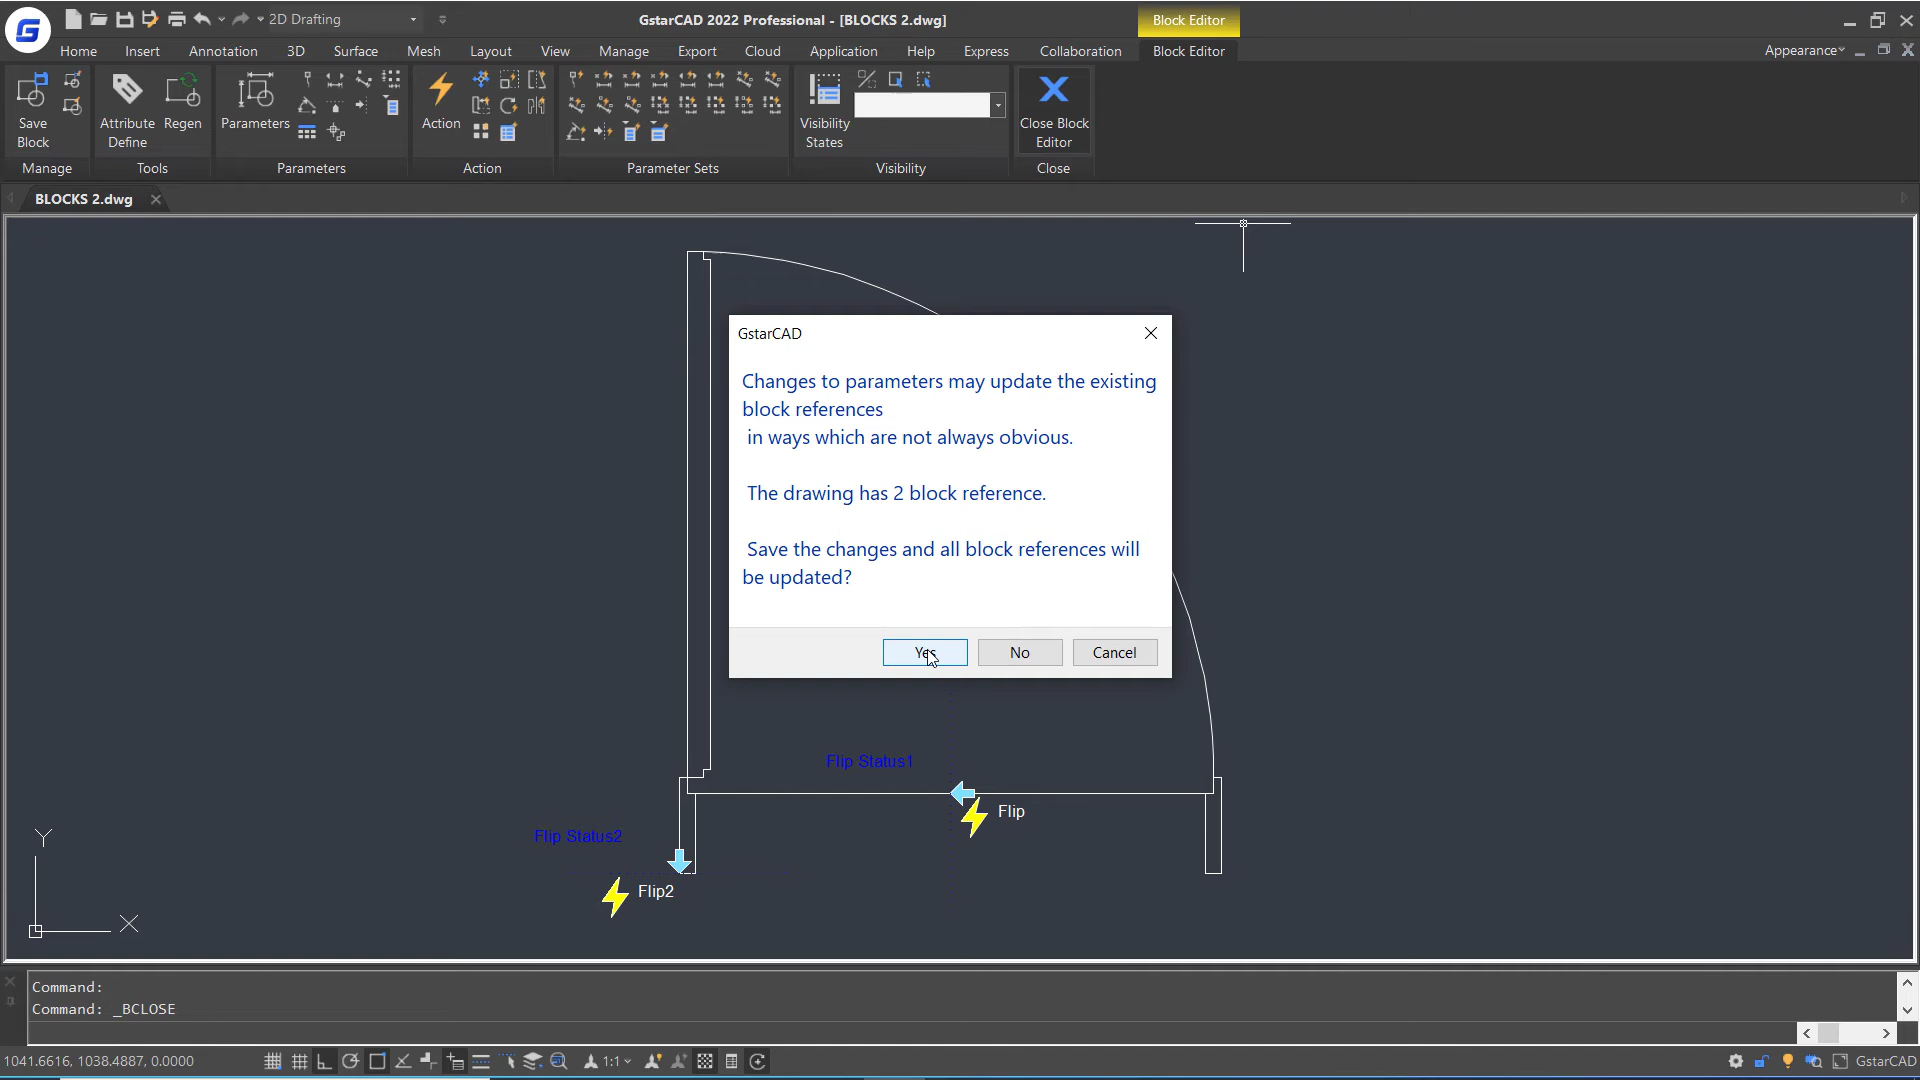 2D Drafting
GstarCAD 2022 Professional - [BLOCKS 2.dwg]
Block Editor
Home
Insert
Annotation
3D
Surface
Mesh
Layout
View
Manage
Export
Cloud
Application
Help
Express
Collaboration
Block Editor
Appearance
Save
Block
Attribute
Define
Regen
Parameters
Action
Visibility
States
Close Block
Editor
Manage
Tools
Parameters
Action
Parameter Sets
Visibility
Close
BLOCKS 2.dwg
GstarCAD
Changes to parameters may update the existing
block references
in ways which are not always obvious.
The drawing has 2 block reference.
Save the changes and all block references will
be updated?
Yes
No
Cancel
Flip Status1
Flip
Flip Status2
Flip2
Y
X
Command:
Command: _BCLOSE
1041.6616, 1038.4887, 0.0000
1:1
GstarCAD